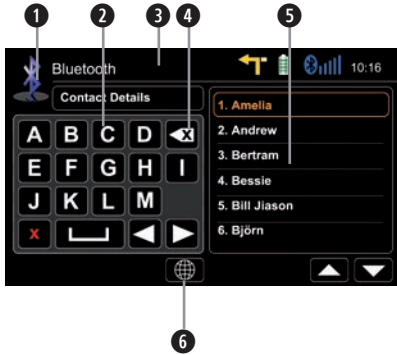 1 2 3 4 5
Bluetooth 10:16
Contact Details
A B C D
E F G H I
J K L M
X
1. Amelia
2. Andrew
3. Bertram
4. Bessie
5. Bill Jiason
6. Björn
6